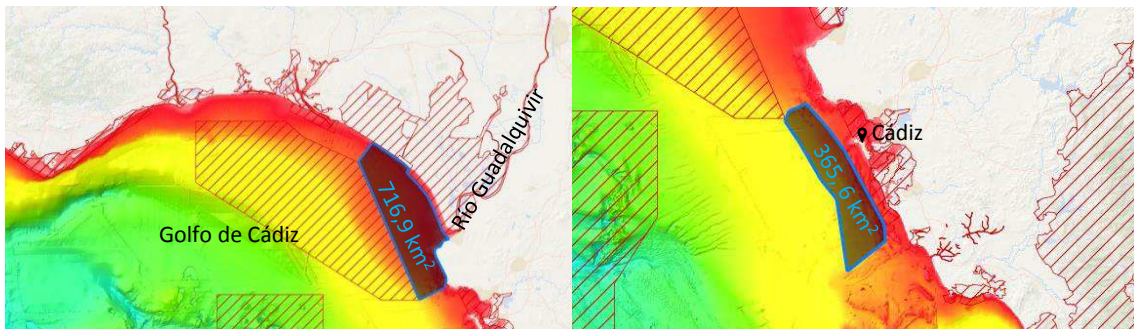 Río Guadalquivir
716,9 km²
Golfo de Cádiz
Cádiz
365, 6 km²